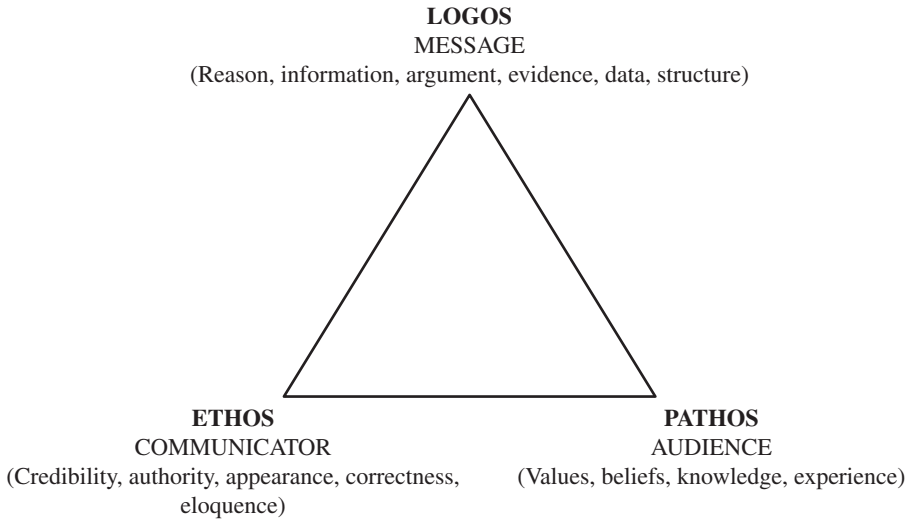 LOGOS
MESSAGE
(Reason, information, argument, evidence, data, structure)
ETHOS
COMMUNICATOR
(Credibility, authority, appearance, correctness,
eloquence)
PATHOS
AUDIENCE
(Values, beliefs, knowledge, experience)